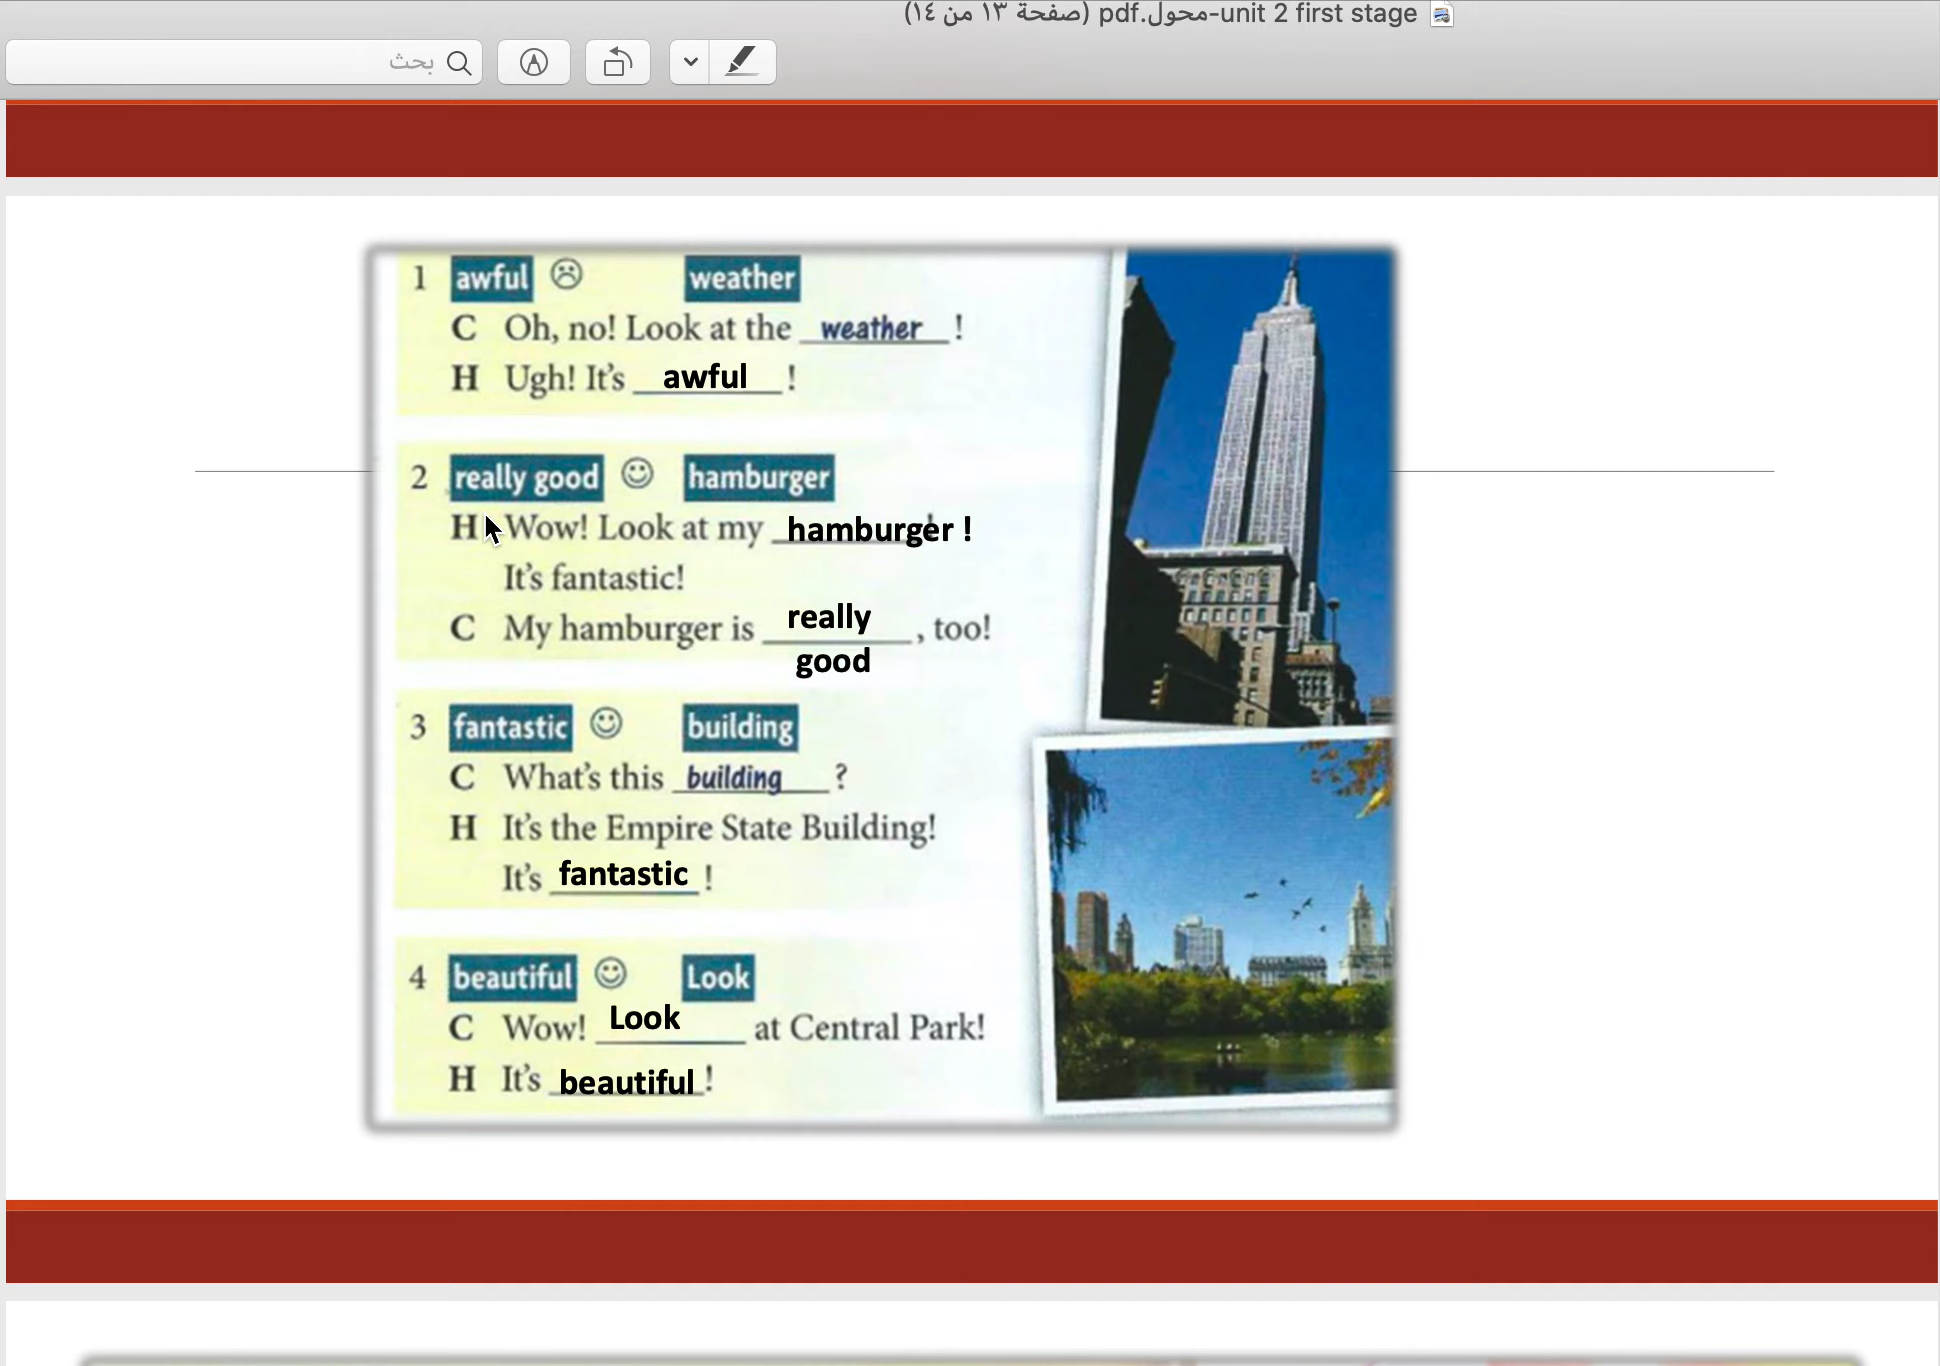 unit 2 first stage-محول.pdf (صفحة ١٣ من ١٤)
بحث
1 awful weather
C Oh, no! Look at the weather !
H Ugh! It's awful !
2 really good hamburger
H Wow! Look at my hamburger !
It's fantastic!
C My hamburger is really good , too!
3 fantastic building
C What's this building ?
H It's the Empire State Building!
It's fantastic !
4 beautiful Look
C Wow! Look at Central Park!
H It's beautiful !